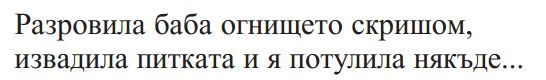 Разровила баба огнището скришом,
извадила питката и я потулила някъде...